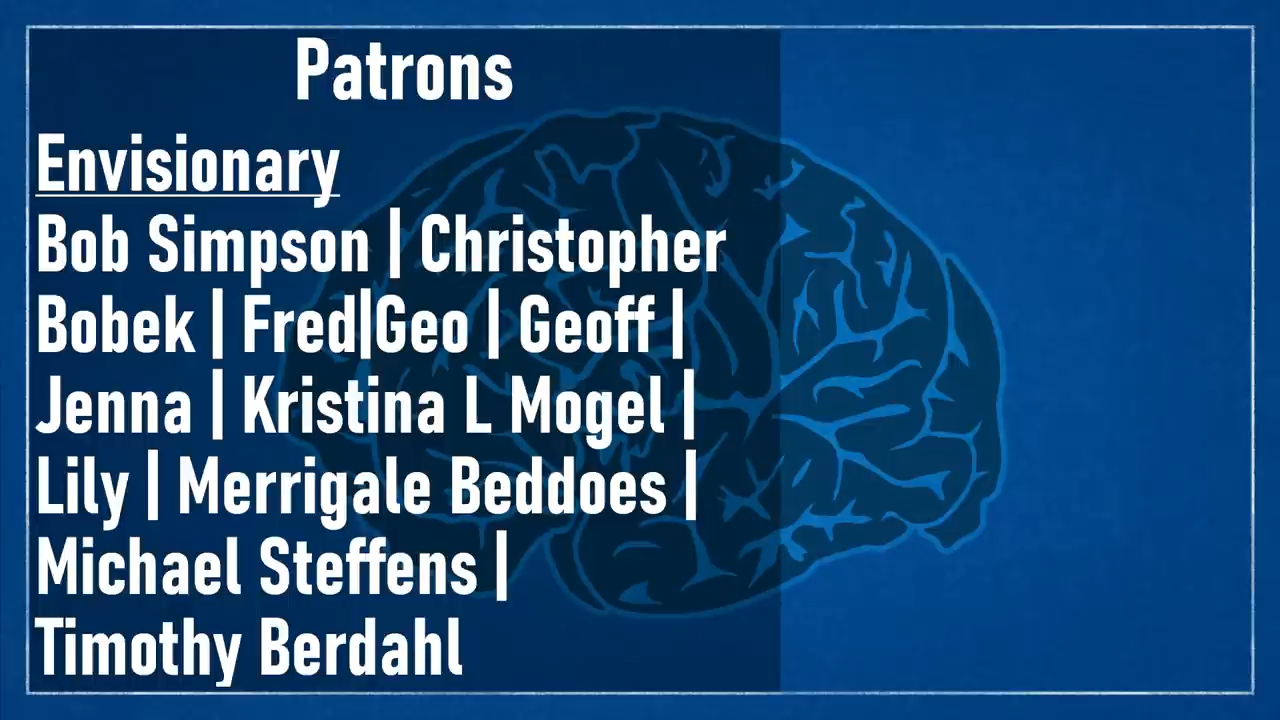 Patrons
Envisionary
Bob Simpson | Christopher
Bobek | Fred|Geo | Geoff |
Jenna | Kristina L Mogel |
Lily | Merrigale Beddoes |
Michael Steffens |
Timothy Berdahl